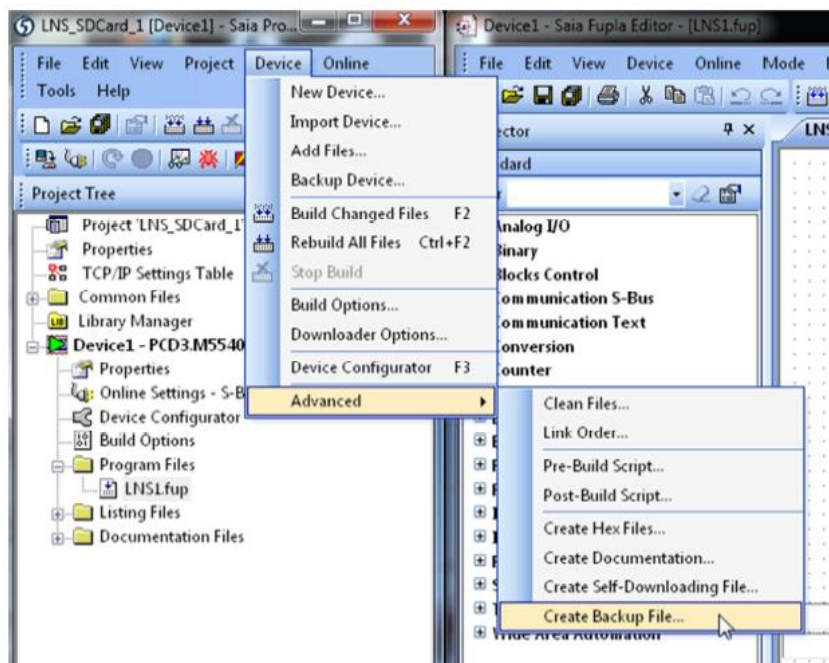 LNS_SDCard_1 [Device1] - Saia Pro...
File Edit View Project Device Online
Tools Help
Project Tree
Project 'LNS_SDCard_1'
Properties
TCP/IP Settings Table
Common Files
Library Manager
Device1 - PCD3.M5540
Properties
Online Settings - S-B
Device Configurator
Build Options
Program Files
LNS1.fup
Listing Files
Documentation Files
New Device...
Import Device...
Add Files...
Backup Device...
Build Changed Files F2
Rebuild All Files Ctrl+F2
Stop Build
Build Options...
Downloader Options...
Device Configurator F3
Advanced
Clean Files...
Link Order...
Pre-Build Script...
Post-Build Script...
Create Hex Files...
Create Documentation...
Create Self-Downloading File...
Create Backup File...
Device1 - Saia Fupla Editor - [LNS1.fup]
File Edit View Device Online Mode
ector
LNS
dard
Analog I/O
Binary
Blocks Control
ommunication S-Bus
ommunication Text
onversion
ounter
Wide Area Automation